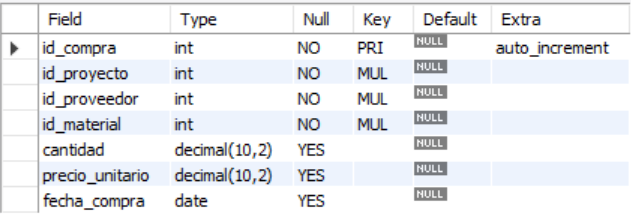 Field Type Null Key Default Extra
id_compra int NO PRI NULL auto_increment
id_proyecto int NO MUL NULL
id_proveedor int NO MUL NULL
id_material int NO MUL NULL
cantidad decimal(10,2) YES NULL
precio_unitario decimal(10,2) YES NULL
fecha_compra date YES NULL